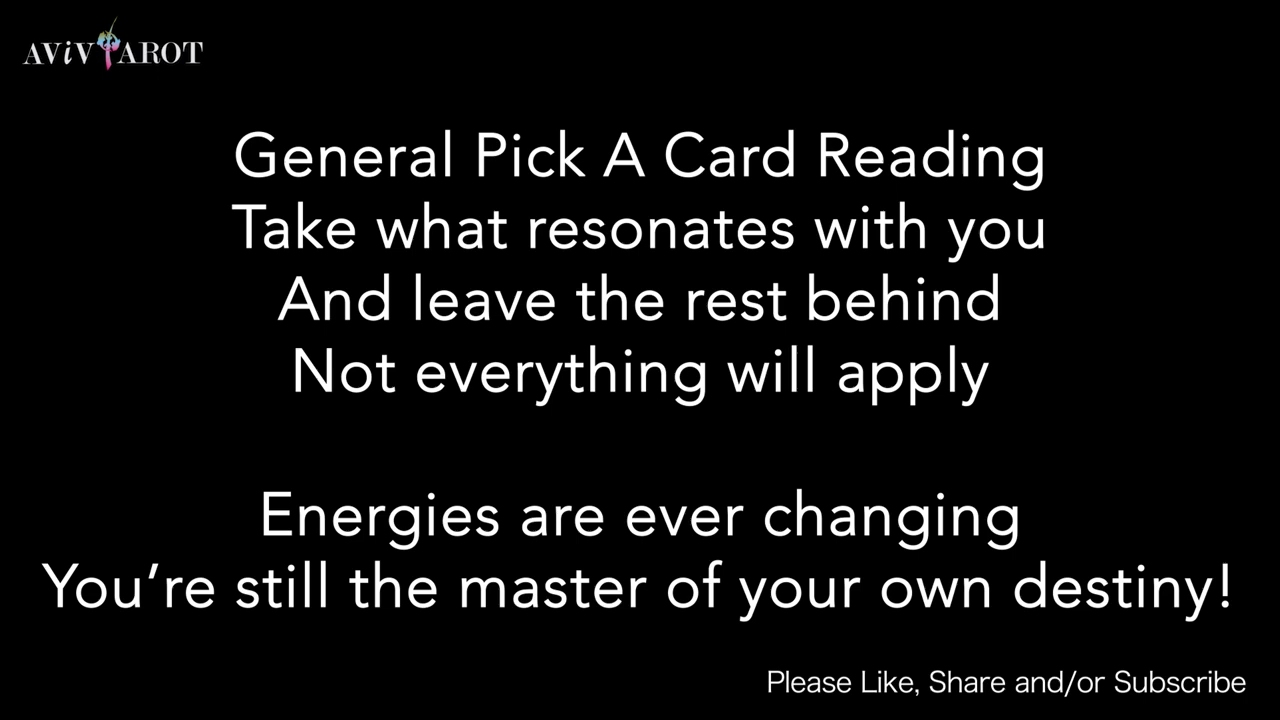 AViV TAROT
General Pick A Card Reading
Take what resonates with you
And leave the rest behind
Not everything will apply
Energies are ever changing
You’re still the master of your own destiny!
Please Like, Share and/or Subscribe